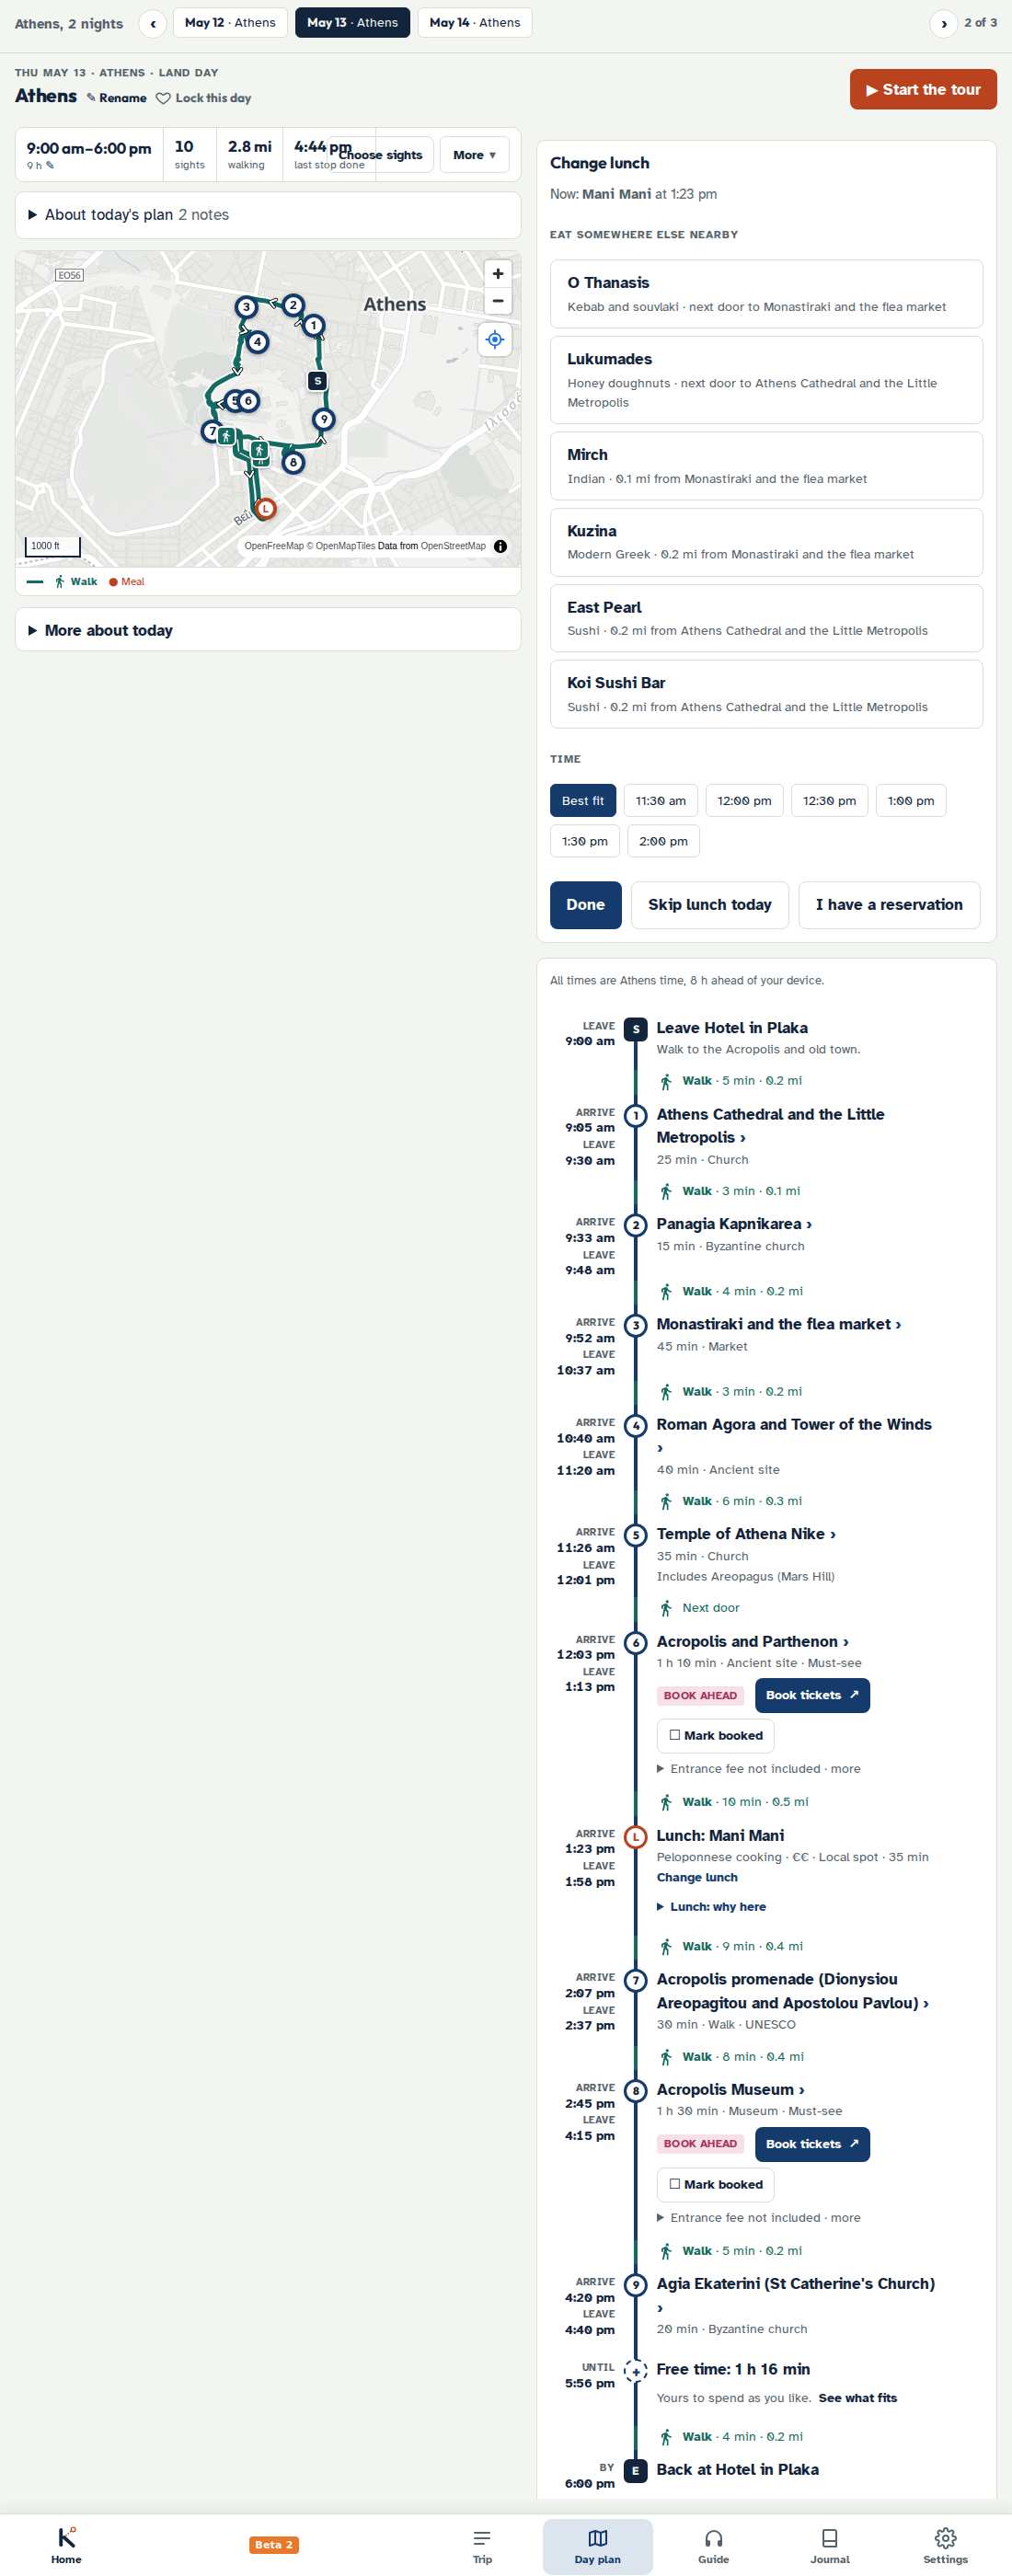 Athens, 2 nights
‹
May 12 · Athens
May 13 · Athens
May 14 · Athens
›
2 of 3
THU MAY 13 · ATHENS · LAND DAY
Athens ✎ Rename ♡ Lock this day
▶ Start the tour
9:00 am–6:00 pm
9 h ✎
10
sights
2.8 mi
walking
4:44 pm
last stop done
Choose sights
More ▾
▶ About today's plan 2 notes
EO56
Athens
3
2
1
4
S
5
6
7
9
8
L
1000 ft
OpenFreeMap © OpenMapTiles Data from OpenStreetMap
Walk
Meal
▶ More about today
Change lunch
Now: Mani Mani at 1:23 pm
EAT SOMEWHERE ELSE NEARBY
O Thanasis
Kebab and souvlaki · next door to Monastiraki and the flea market
Lukumades
Honey doughnuts · next door to Athens Cathedral and the Little
Metropolis
Mirch
Indian · 0.1 mi from Monastiraki and the flea market
Kuzina
Modern Greek · 0.2 mi from Monastiraki and the flea market
East Pearl
Sushi · 0.2 mi from Athens Cathedral and the Little Metropolis
Koi Sushi Bar
Sushi · 0.2 mi from Athens Cathedral and the Little Metropolis
TIME
Best fit
11:30 am
12:00 pm
12:30 pm
1:00 pm
1:30 pm
2:00 pm
Done
Skip lunch today
I have a reservation
All times are Athens time, 8 h ahead of your device.
LEAVE
9:00 am
S
Leave Hotel in Plaka
Walk to the Acropolis and old town.
Walk · 5 min · 0.2 mi
ARRIVE
9:05 am
LEAVE
9:30 am
1
Athens Cathedral and the Little
Metropolis ›
25 min · Church
Walk · 3 min · 0.1 mi
ARRIVE
9:33 am
LEAVE
9:48 am
2
Panagia Kapnikarea ›
15 min · Byzantine church
Walk · 4 min · 0.2 mi
ARRIVE
9:52 am
LEAVE
10:37 am
3
Monastiraki and the flea market ›
45 min · Market
Walk · 3 min · 0.2 mi
ARRIVE
10:40 am
LEAVE
11:20 am
4
Roman Agora and Tower of the Winds
›
40 min · Ancient site
Walk · 6 min · 0.3 mi
ARRIVE
11:26 am
LEAVE
12:01 pm
5
Temple of Athena Nike ›
35 min · Church
Includes Areopagus (Mars Hill)
Next door
ARRIVE
12:03 pm
LEAVE
1:13 pm
6
Acropolis and Parthenon ›
1 h 10 min · Ancient site · Must-see
BOOK AHEAD
Book tickets ↗
☐ Mark booked
▶ Entrance fee not included · more
Walk · 10 min · 0.5 mi
ARRIVE
1:23 pm
LEAVE
1:58 pm
L
Lunch: Mani Mani
Peloponnese cooking · €€ · Local spot · 35 min
Change lunch
▶ Lunch: why here
Walk · 9 min · 0.4 mi
ARRIVE
2:07 pm
LEAVE
2:37 pm
7
Acropolis promenade (Dionysiou
Areopagitou and Apostolou Pavlou) ›
30 min · Walk · UNESCO
Walk · 8 min · 0.4 mi
ARRIVE
2:45 pm
LEAVE
4:15 pm
8
Acropolis Museum ›
1 h 30 min · Museum · Must-see
BOOK AHEAD
Book tickets ↗
☐ Mark booked
▶ Entrance fee not included · more
Walk · 5 min · 0.2 mi
ARRIVE
4:20 pm
LEAVE
4:40 pm
9
Agia Ekaterini (St Catherine's Church)
›
20 min · Byzantine church
UNTIL
5:56 pm
+
Free time: 1 h 16 min
Yours to spend as you like. See what fits
Walk · 4 min · 0.2 mi
BY
6:00 pm
E
Back at Hotel in Plaka
Home
Beta 2
Trip
Day plan
Guide
Journal
Settings